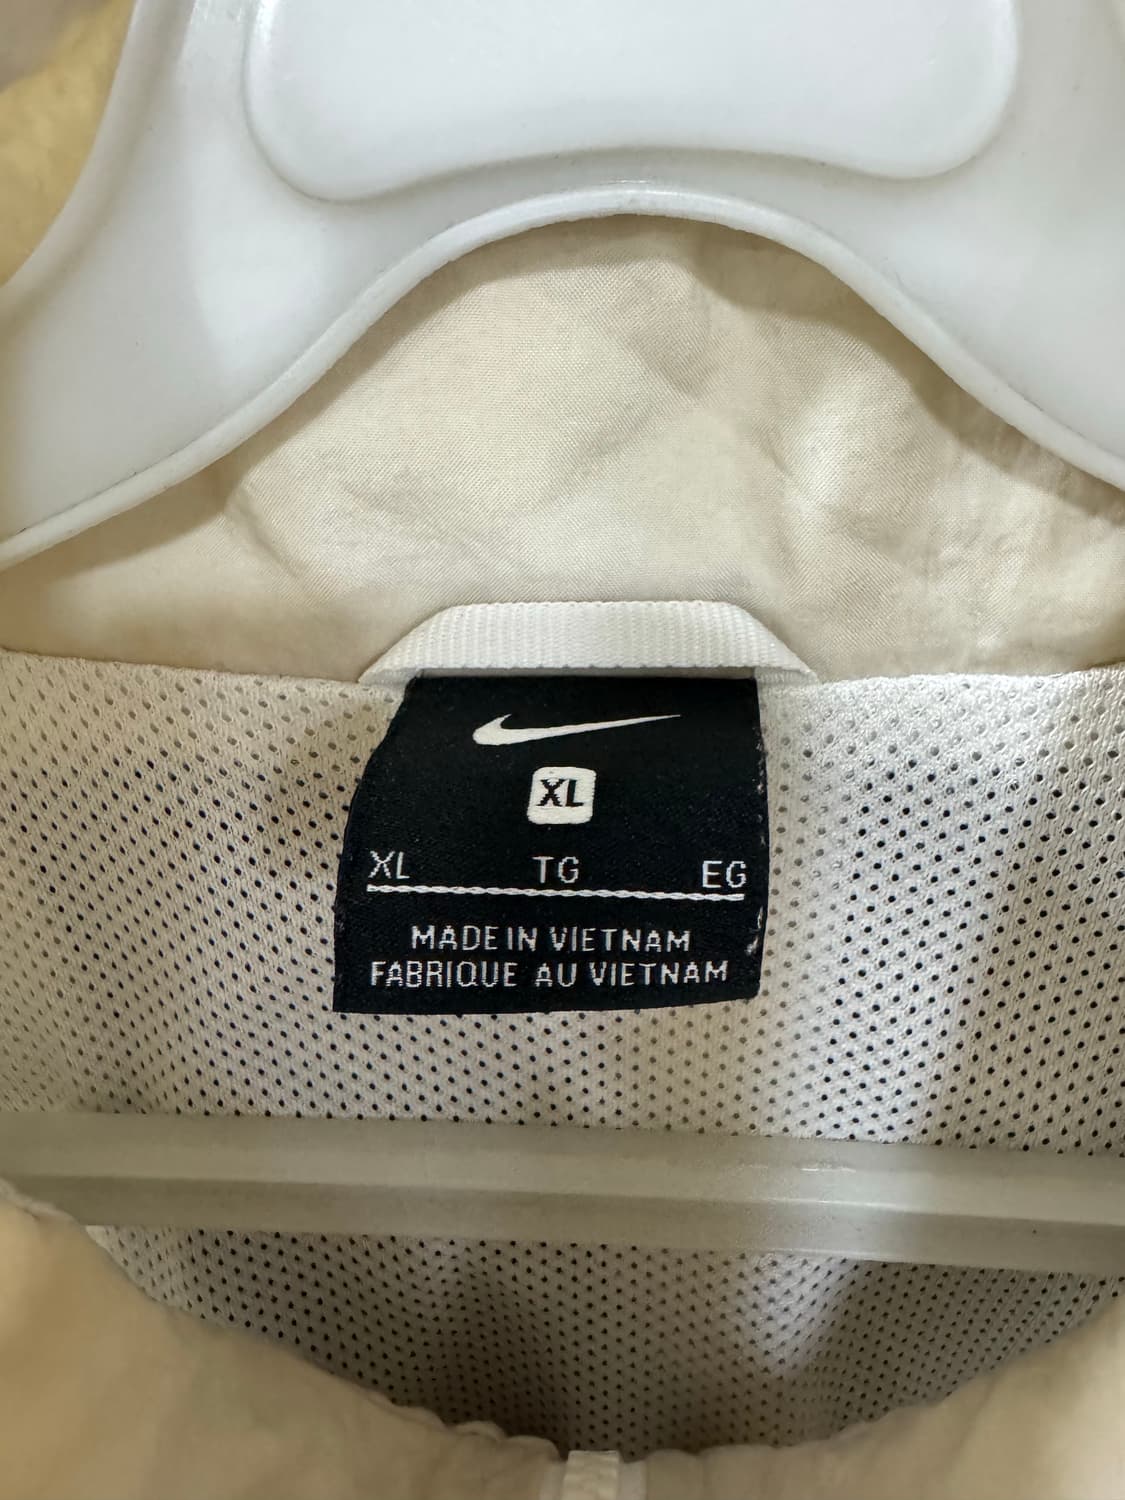 XL
XL TG EG
MADE IN VIETNAM
FABRIQUE AU VIETNAM